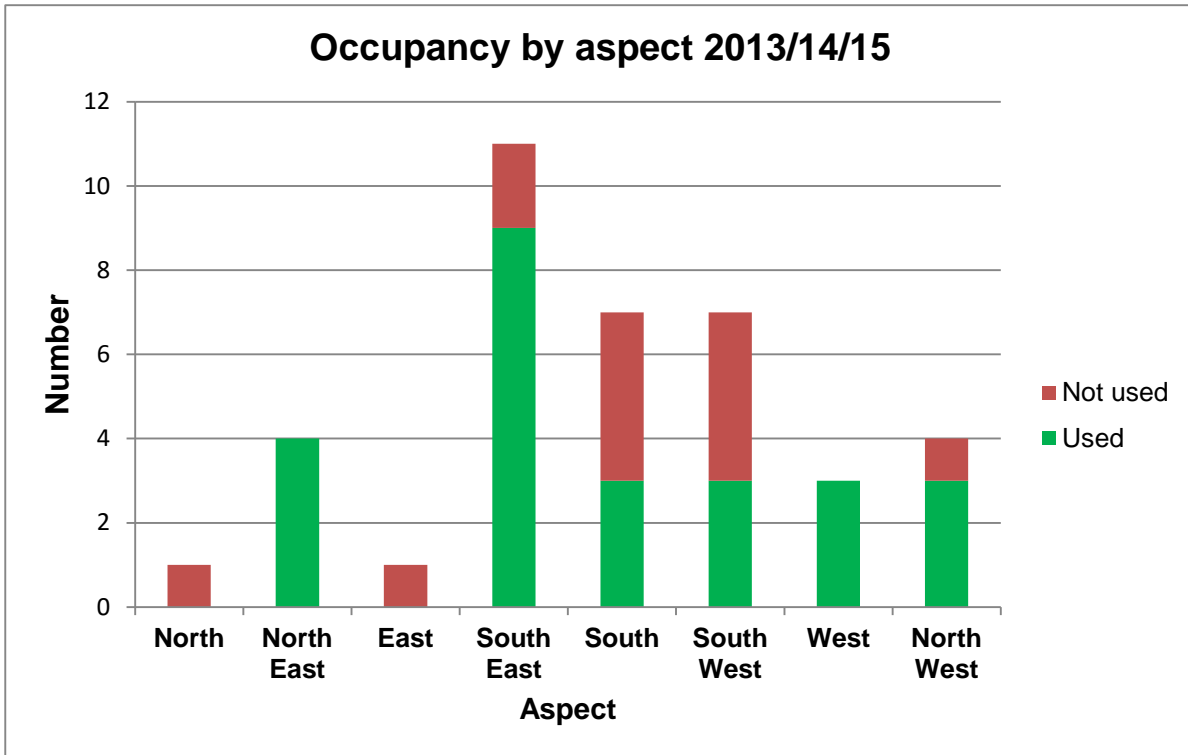 Occupancy by aspect 2013/14/15
12
10
8
6
4
2
0
Number
North
North
East
East
South
East
South
South
West
West
North
West
Aspect
Not used
Used